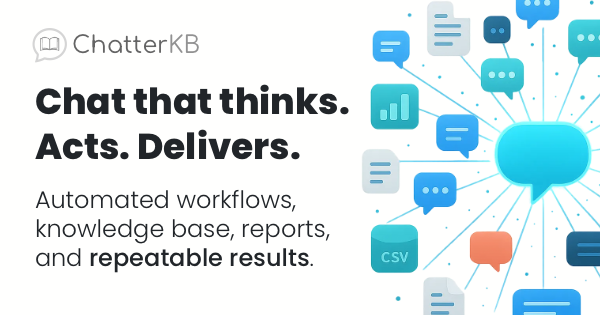 ChatterKB
Chat that thinks.
Acts. Delivers.
Automated workflows,
knowledge base, reports,
and repeatable results.
CSV